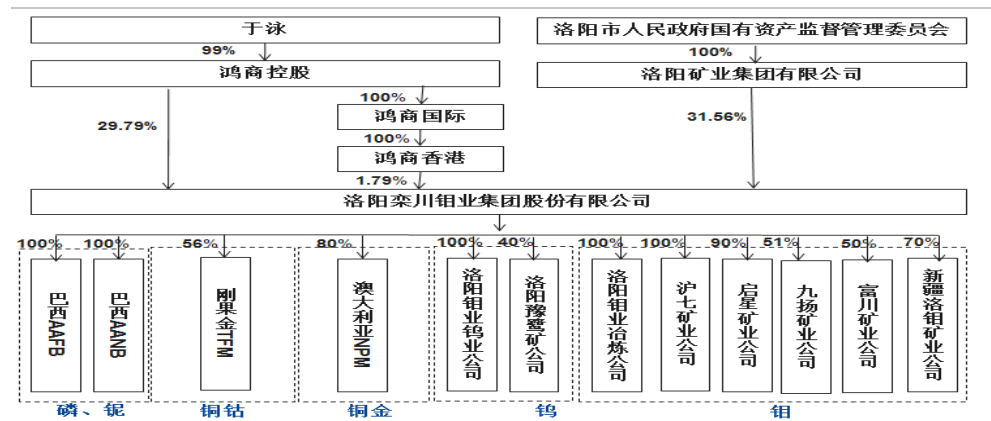 于泳
洛阳市人民政府国有资产监督管理委员会
99%
100%
鸿商控股
洛阳矿业集团有限公司
100%
鸿商国际
29.79%
31.56%
100%
鸿商香港
1.79%
洛阳栾川钼业集团股份有限公司
100%
100%
56%
80%
100%
40%
100%
100%
90%
51%
50%
70%
巴西AAFB
巴西AANB
刚果金TFM
澳大利亚NPM
洛阳钼业钨业公司
洛阳豫鹭矿公司
洛阳钼业冶炼公司
沪七矿业公司
启星矿业公司
九扬矿业公司
富川矿业公司
新疆洛钼矿业公司
磷、铌
铜钴
铜金
钨
钼